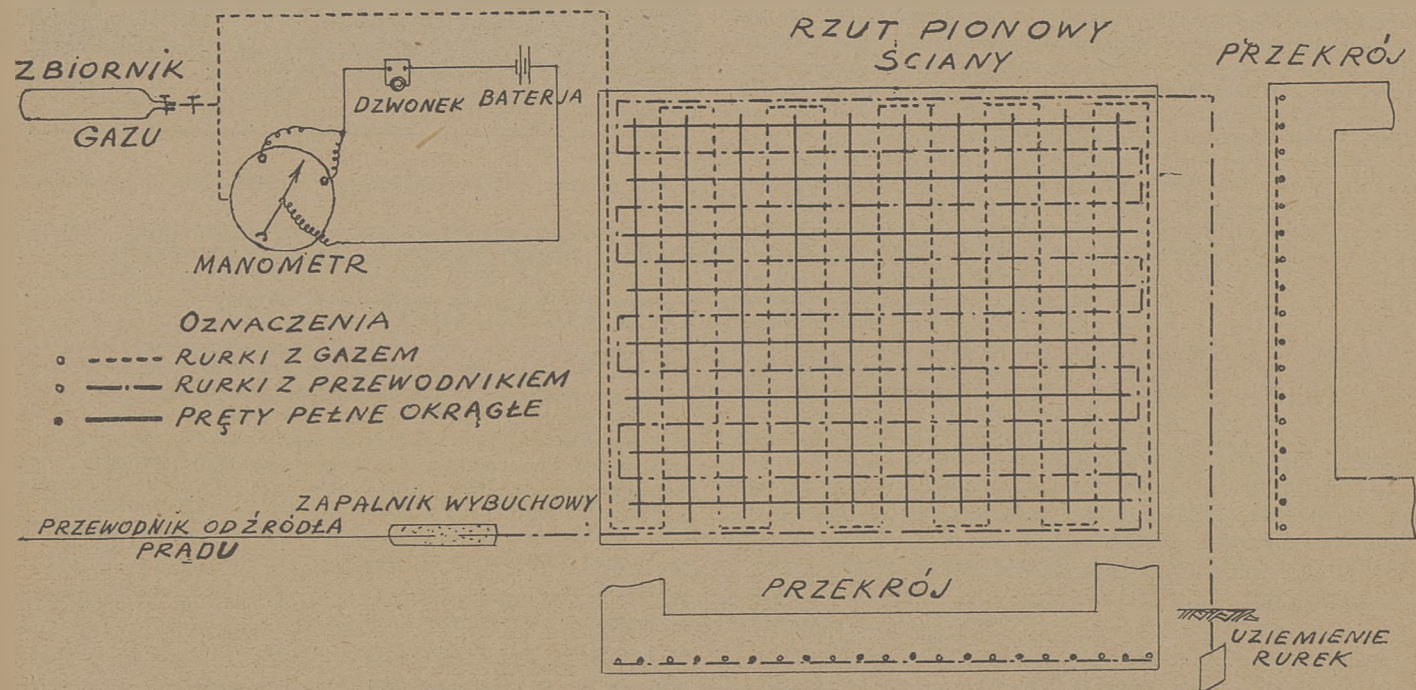 ZBIORNIK
GAZU
DZWONEK
BATERJA
MANOMETR
RZUT PIONOWY
ŚCIANY
PRZEKRÓJ
OZNACZENIA
RURKI Z GAZEM
RURKI Z PRZEWODNIKIEM
PRĘTY PEŁNE OKRĄGŁE
ZAPALNIK WYBUCHOWY
PRZEWODNIK OD ŹRÓDŁA
PRĄDU
PRZEKRÓJ
UZIEMIENIE
RUREK